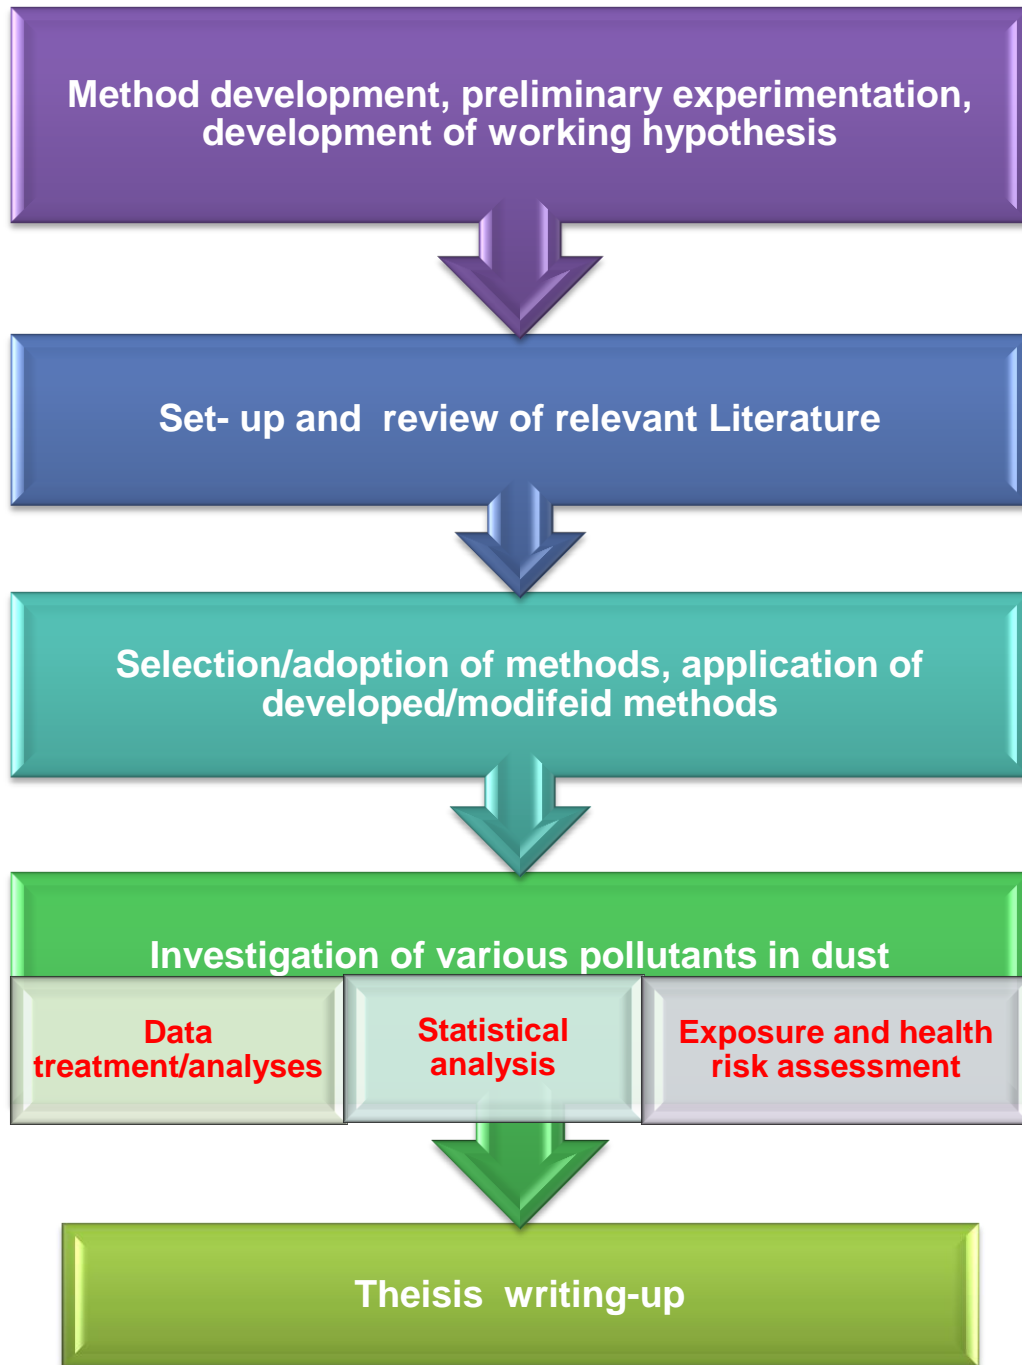 Method development, preliminary experimentation,
development of working hypothesis
Set- up and  review of relevant Literature
Selection/adoption of methods, application of
developed/modifeid methods
Investigation of various pollutants in dust
Data
treatment/analyses
Statistical
analysis
Exposure and health
risk assessment
Theisis  writing-up